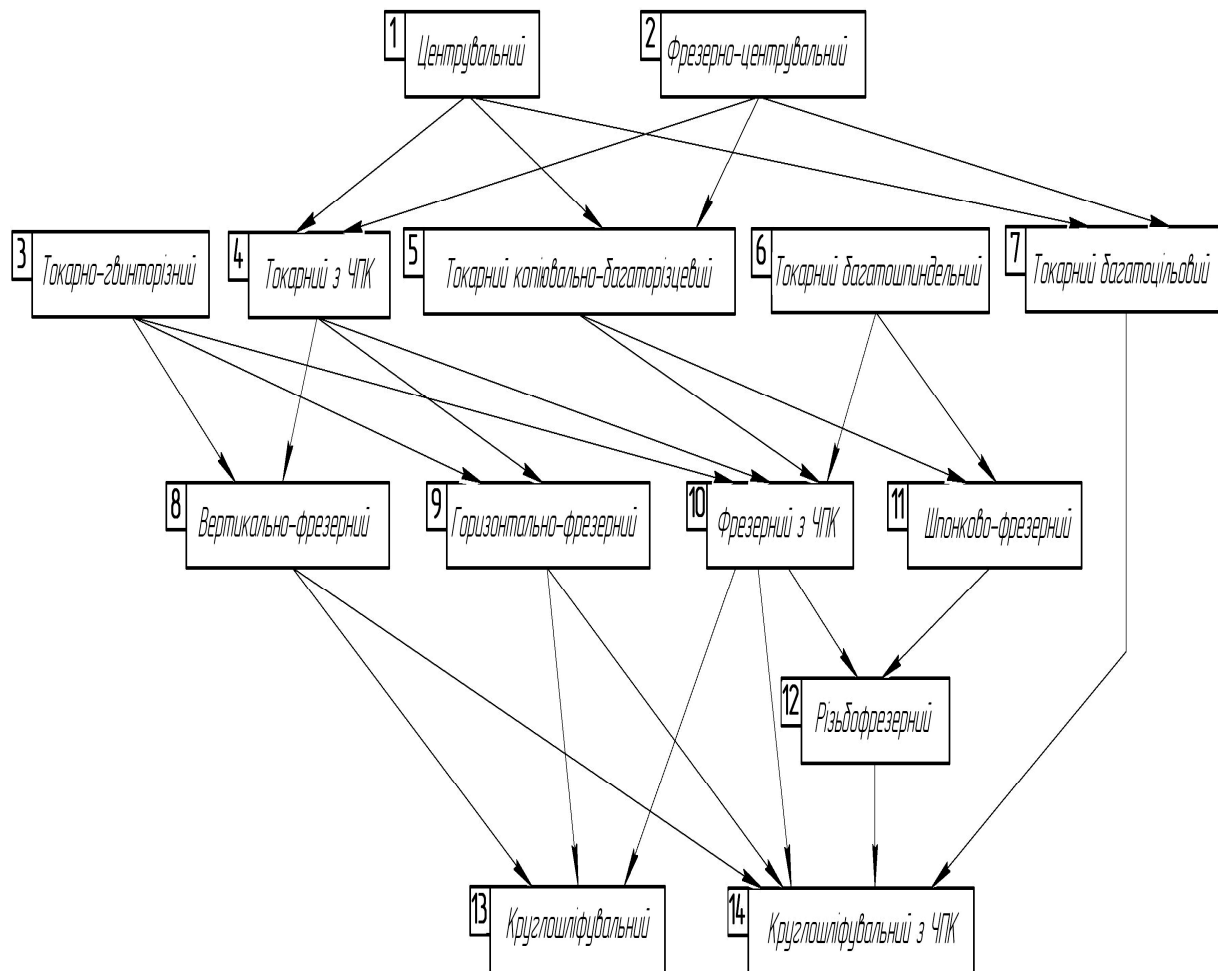 1
Центрувальний
2
Фрезерно-центрувальний
3
Токарно-гвинторізний
4
Токарний з ЧПК
5
Токарний копіювально-багаторізцевий
6
Токарний багатошпиндельний
7
Токарний багатоцільовий
8
Вертикально-фрезерний
9
Горизонтально-фрезерний
10
Фрезерний з ЧПК
11
Шпонково-фрезерний
12
Різьбофрезерний
13
Круглошліфувальний
14
Круглошліфувальний з ЧПК